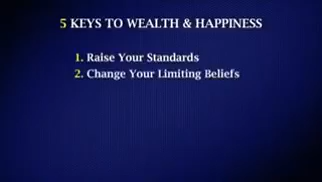 5 KEYS TO WEALTH & HAPPINESS
1. Raise Your Standards
2. Change Your Limiting Beliefs